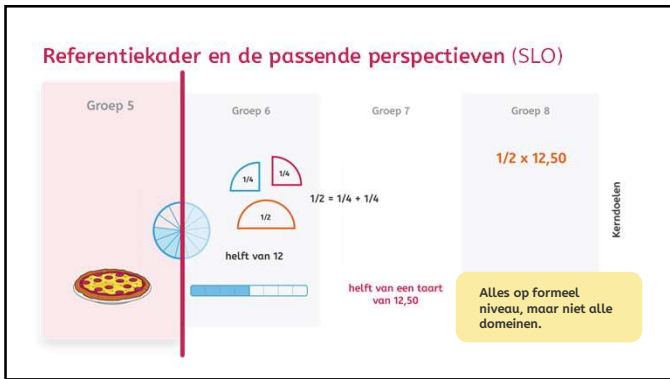 Referentiekader en de passende perspectieven (SLO)
Groep 5
Groep 6
Groep 7
Groep 8
1/4
1/4
1/2
1/2 = 1/4 + 1/4
1/2 x 12,50
Kerndoelen
helft van 12
helft van een taart
van 12,50
Alles op formeel
niveau, maar niet alle
domeinen.